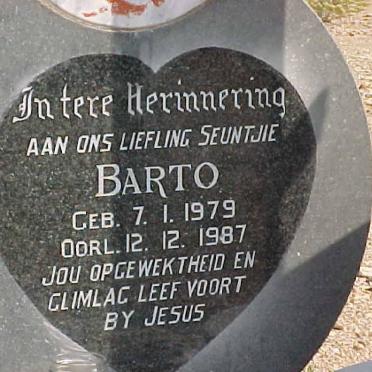 In tere Herinnering
AAN ONS LIEFLING SEUNTJIE
BARTO
GEB. 7. 1. 1979
OORL. 12. 12. 1987
JOU OPGEWEKTHEID EN
GLIMLAG LEEF VOORT
BY JESUS